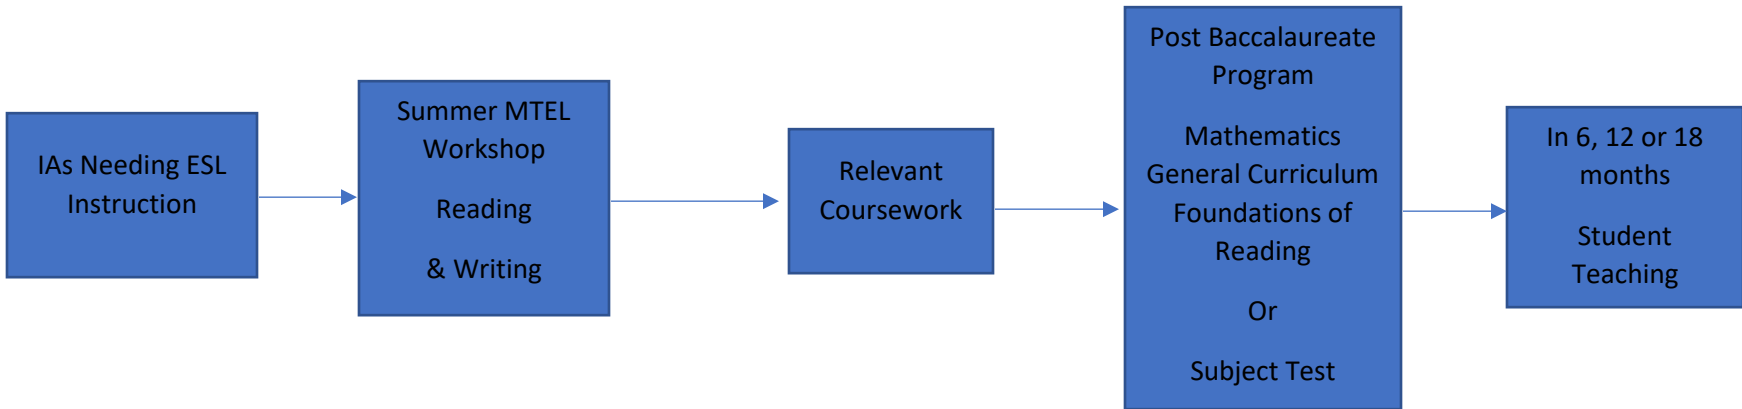 IAs Needing ESL
Instruction
Summer MTEL
Workshop
Reading
& Writing
Relevant
Coursework
Post Baccalaureate
Program
Mathematics
General Curriculum
Foundations of
Reading
Or
Subject Test
In 6, 12 or 18
months
Student
Teaching